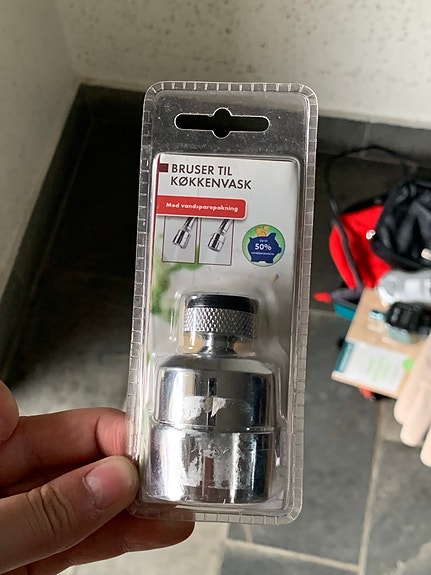 BRUSER TIL
KØKKENVASK
Med vandsparepakning
50%